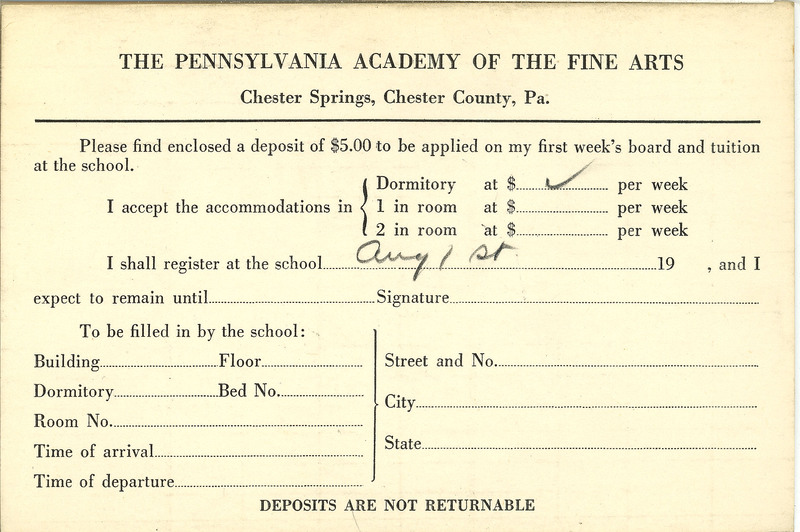 THE PENNSYLVANIA ACADEMY OF THE FINE ARTS
Chester Springs, Chester County, Pa.
Please find enclosed a deposit of $5.00 to be applied on my first week's board and tuition
at the school.
I accept the accommodations in { Dormitory at $ ✓ per week
1 in room at $ per week
2 in room at $ per week
I shall register at the school Aug 1 st 19 , and I
expect to remain until Signature
To be filled in by the school:
Building Floor
Dormitory Bed No.
Room No.
Time of arrival
Time of departure
Street and No.
City
State
DEPOSITS ARE NOT RETURNABLE